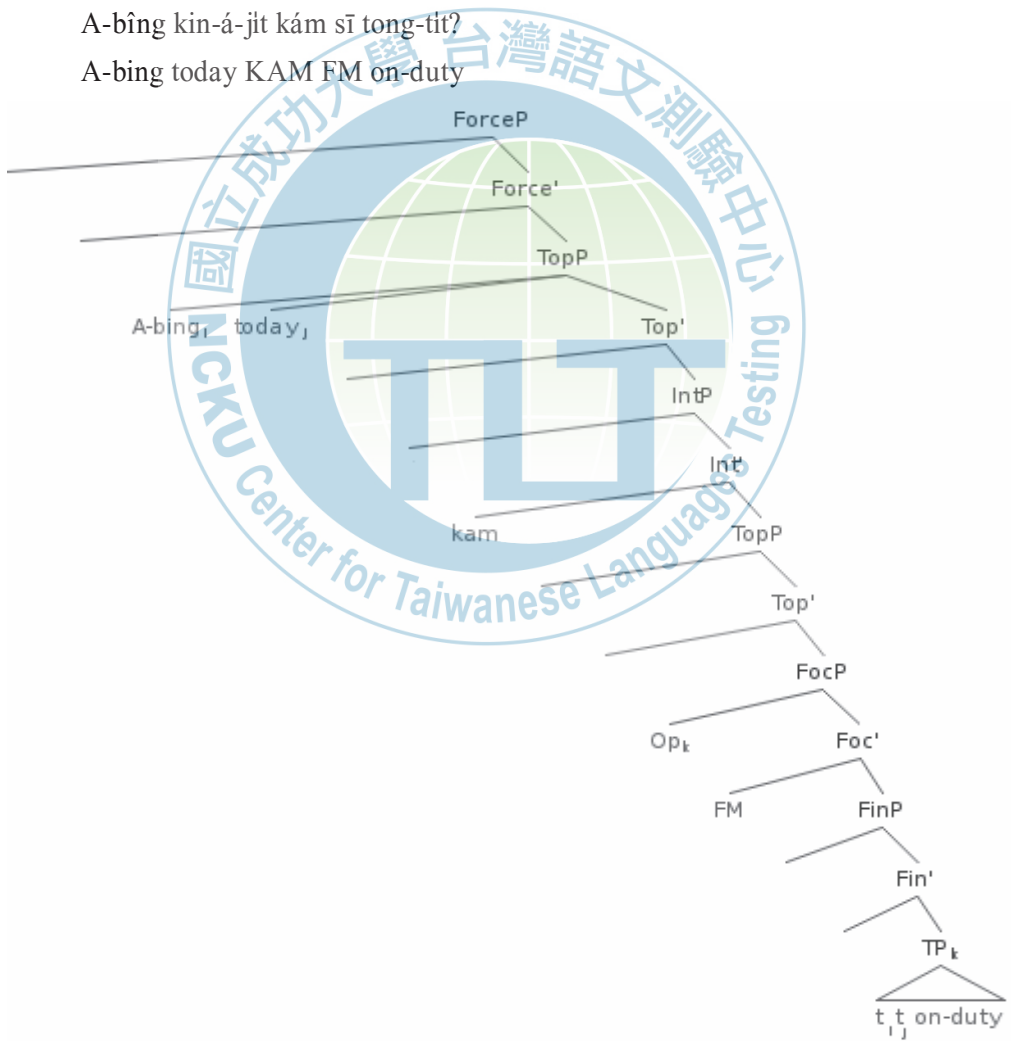 A-bîng kin-á-ji̍t kám sī tong-ti̍t?
A-bing today KAM FM on-duty
國立成功大學 台灣語文測驗中心
NCKU Center for Taiwanese Languages Testing
TLT
ForceP
Force'
TopP
A-bingᵢ todayⱼ Top'
IntP
Int'
kam TopP
Top'
FocP
Opₖ Foc'
FM FinP
Fin'
TPₖ
tᵢ tⱼ on-duty